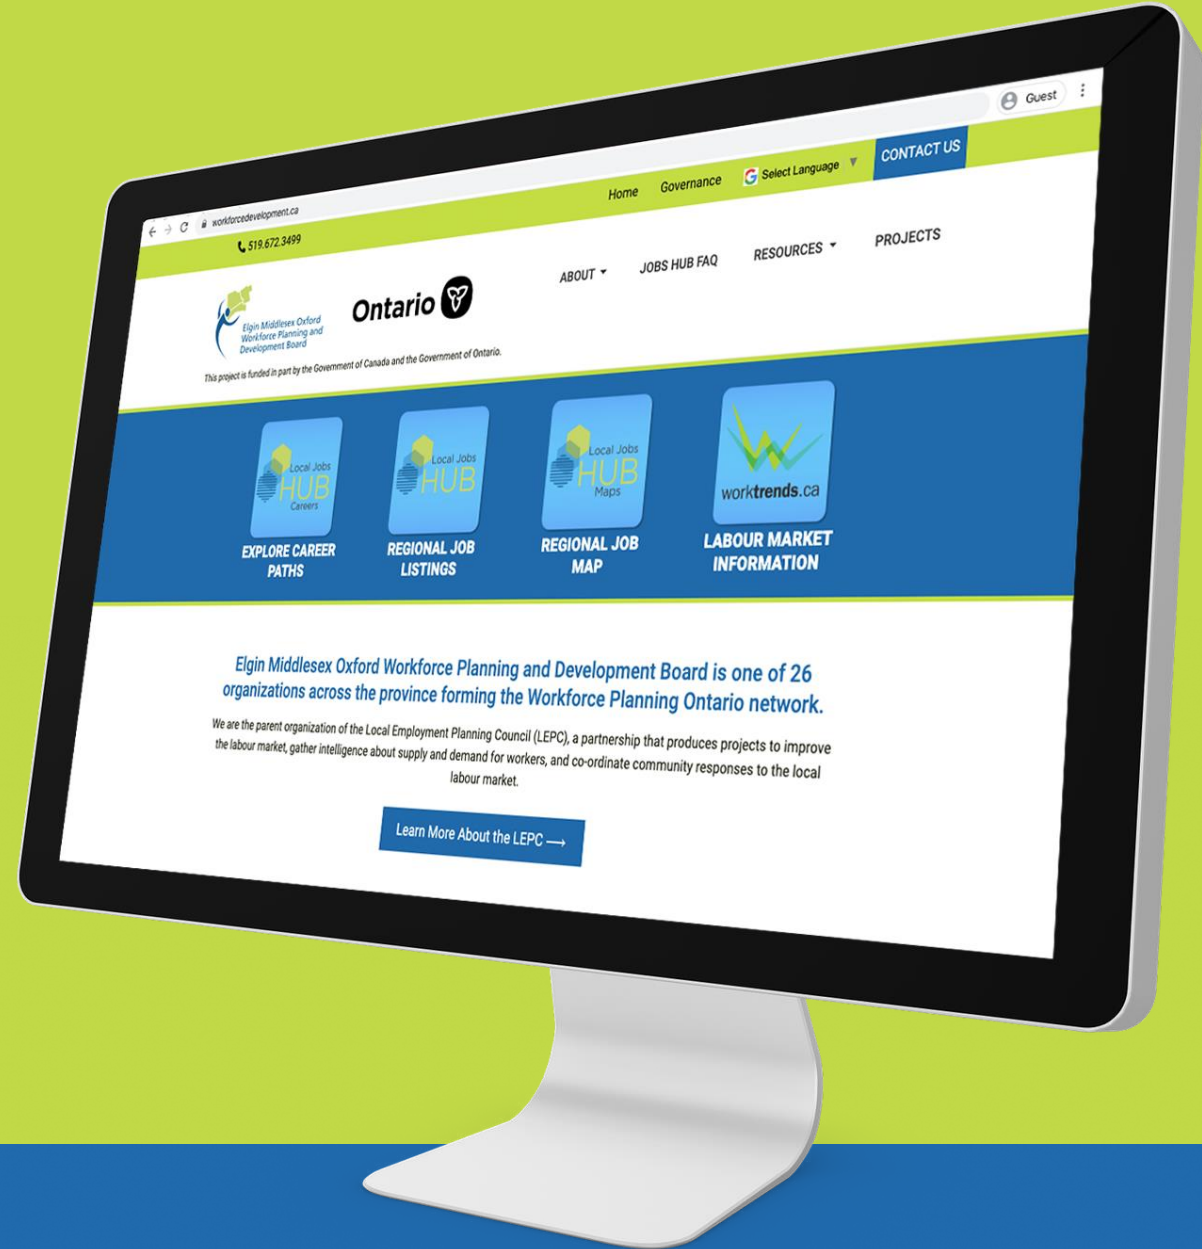 workforcedevelopment.ca
Guest
519.672.3499
Home Governance Select Language ▼ CONTACT US
Elgin Middlesex Oxford
Workforce Planning and
Development Board
Ontario
ABOUT JOBS HUB FAQ RESOURCES PROJECTS
This project is funded in part by the Government of Canada and the Government of Ontario.
Local Jobs
HUB
Careers
EXPLORE CAREER
PATHS
Local Jobs
HUB
REGIONAL JOB
LISTINGS
Local Jobs
HUB
Maps
REGIONAL JOB
MAP
worktrends.ca
LABOUR MARKET
INFORMATION
Elgin Middlesex Oxford Workforce Planning and Development Board is one of 26
organizations across the province forming the Workforce Planning Ontario network.
We are the parent organization of the Local Employment Planning Council (LEPC), a partnership that produces projects to improve
the labour market, gather intelligence about supply and demand for workers, and co-ordinate community responses to the local
labour market.
Learn More About the LEPC →